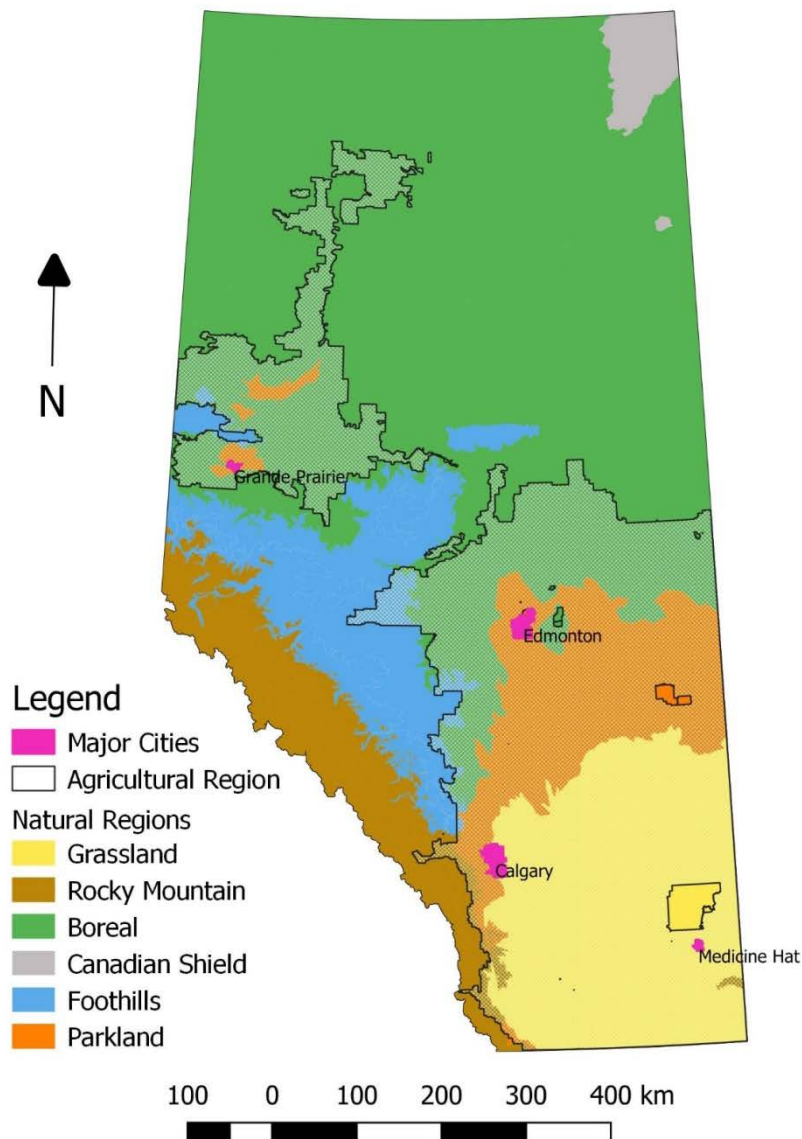 N
Grande Prairie
Edmonton
Calgary
Medicine Hat
Legend
Major Cities
Agricultural Region
Natural Regions
Grassland
Rocky Mountain
Boreal
Canadian Shield
Foothills
Parkland
100 0 100 200 300 400 km